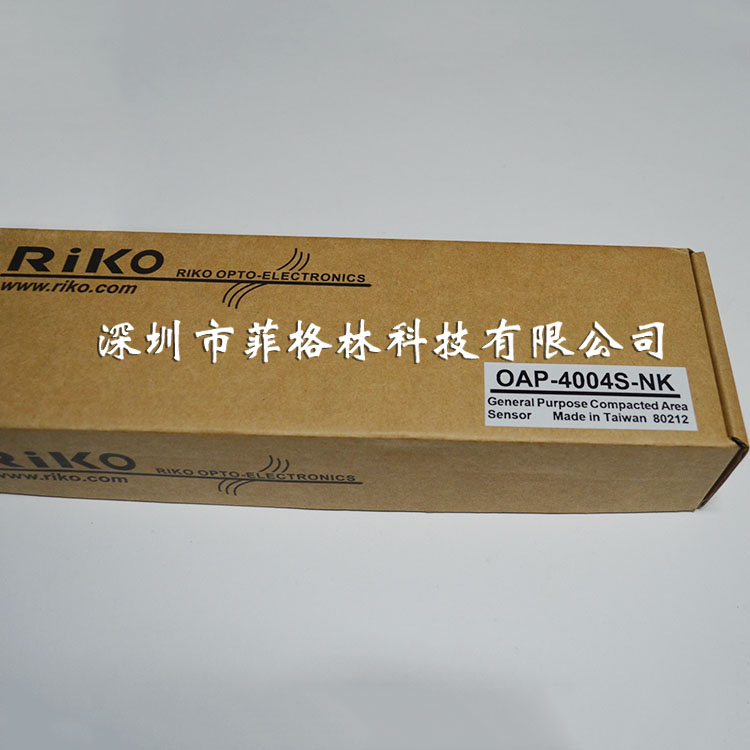 RiKO
RIKO OPTO-ELECTRONICS
www.riko.com
深圳市菲格林科技有限公司
OAP-4004S-NK
General Purpose Compacted Area
Sensor Made in Taiwan 80212
RiKO
RIKO OPTO-ELECTRONICS
www.riko.com